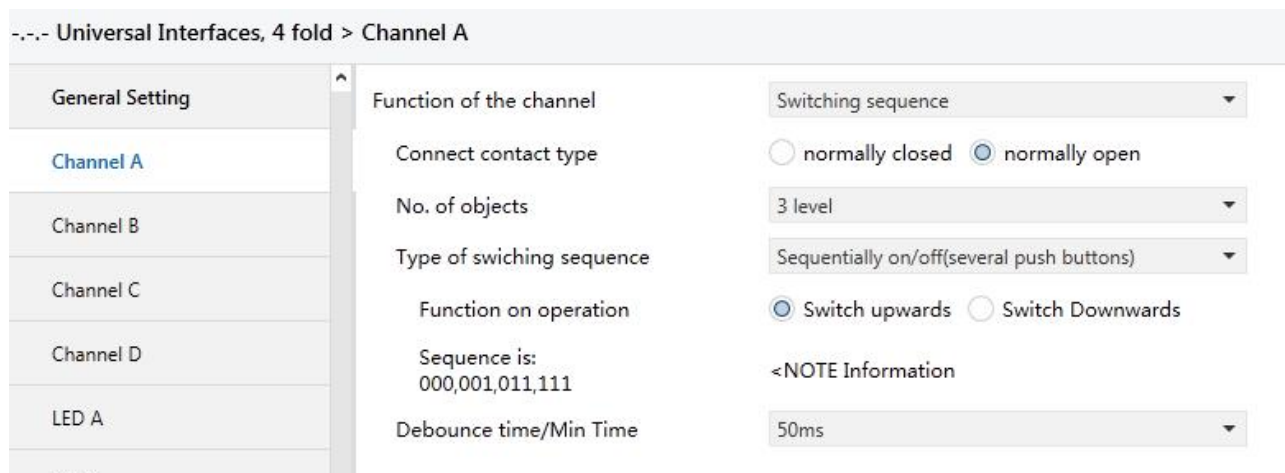 -.-.- Universal Interfaces, 4 fold > Channel A
General Setting
Channel A
Channel B
Channel C
Channel D
LED A
Function of the channel
Switching sequence
Connect contact type
normally closed
normally open
No. of objects
3 level
Type of swiching sequence
Sequentially on/off(several push buttons)
Function on operation
Switch upwards
Switch Downwards
Sequence is:
000,001,011,111
<NOTE Information
Debounce time/Min Time
50ms